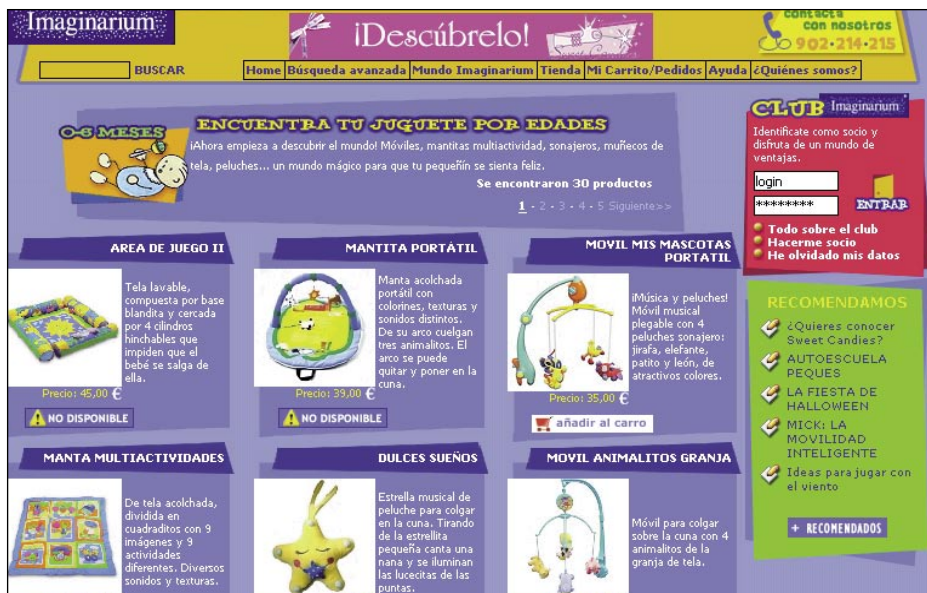 Imaginarium
¡Descúbrelo!
contacta
con nosotros
902·214·215
BUSCAR
Home Búsqueda avanzada Mundo Imaginarium Tienda Mi Carrito/Pedidos Ayuda ¿Quiénes somos?
0-6 MESES
ENCUENTRA TU JUGUETE POR EDADES
¡Ahora empieza a descubrir el mundo! Móviles, mantitas multiactividad, sonajeros, muñecos de
tela, peluches... un mundo mágico para que tu pequeñín se sienta feliz.
Se encontraron 30 productos
1 - 2 - 3 - 4 - 5 Siguiente>>
CLUB Imaginarium
Identificate como socio y
disfruta de un mundo de
ventajas.
login
********
ENTRAR
Todo sobre el club
Hacerme socio
He olvidado mis datos
AREA DE JUEGO II
Tela lavable,
compuesta por base
blandita y cercada
por 4 cilindros
hinchables que
impiden que el
bebé se salga de
ella.
Precio: 45,00 €
NO DISPONIBLE
MANTITA PORTÁTIL
Manta acolchada
portátil con
colorines, texturas y
sonidos distintos.
De su arco cuelgan
tres animalitos. El
arco se puede
quitar y poner en la
cuna.
Precio: 39,00 €
NO DISPONIBLE
MOVIL MIS MASCOTAS
PORTATIL
¡Música y peluches!
Móvil musical
plegable con 4
peluches sonajero:
jirafa, elefante,
patito y león, de
atractivos colores.
Precio: 35,00 €
añadir al carro
RECOMENDAMOS
¿Quieres conocer
Sweet Candies?
AUTOESCUELA
PEQUES
LA FIESTA DE
HALLOWEEN
MICK: LA
MOVILIDAD
INTELIGENTE
Ideas para jugar con
el viento
+ RECOMENDADOS
MANTA MULTIACTIVIDADES
De tela acolchada,
dividida en
cuadraditos con 9
imágenes y 9
actividades
diferentes. Diversos
sonidos y texturas.
DULCES SUEÑOS
Estrella musical de
peluche para colgar
en la cuna. Tirando
de la estrellita
pequeña canta una
nana y se iluminan
las lucecitas de las
puntas.
MOVIL ANIMALITOS GRANJA
Móvil para colgar
sobre la cuna con 4
animalitos de la
granja de tela.